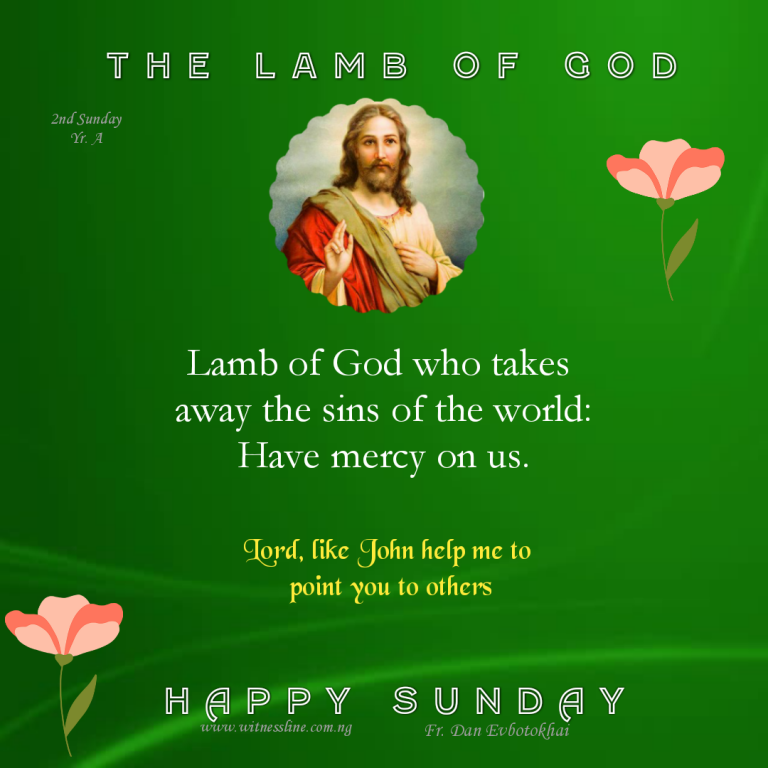 THE LAMB OF GOD
2nd Sunday
Yr. A
Lamb of God who takes
away the sins of the world:
Have mercy on us.
Lord, like John help me to
point you to others
HAPPY SUNDAY
www.witnessline.com.ng
Fr. Dan Evbotokhai